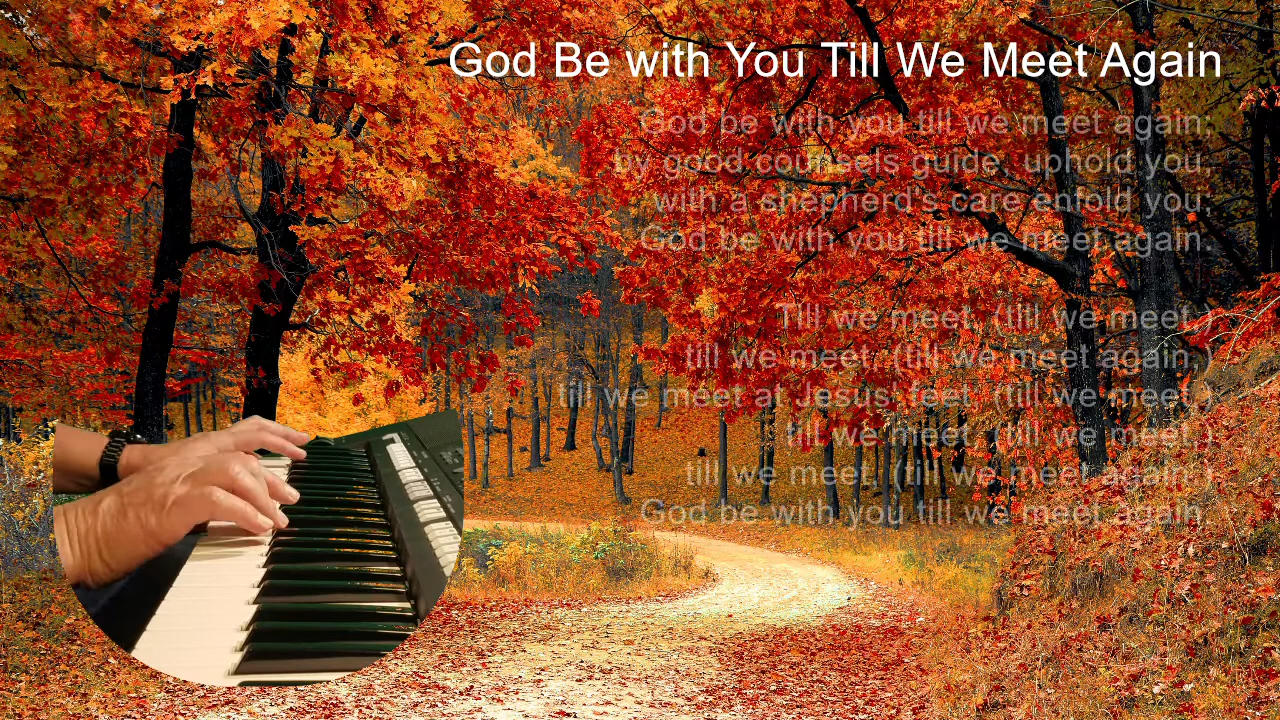 God Be with You Till We Meet Again
God be with you till we meet again;
by good counsels guide, uphold you,
with a shepherd's care enfold you;
God be with you till we meet again.
Till we meet, (till we meet,)
till we meet, (till we meet again,)
till we meet at Jesus' feet, (till we meet,)
till we meet, (till we meet,)
till we meet, (till we meet again,)
God be with you till we meet again.